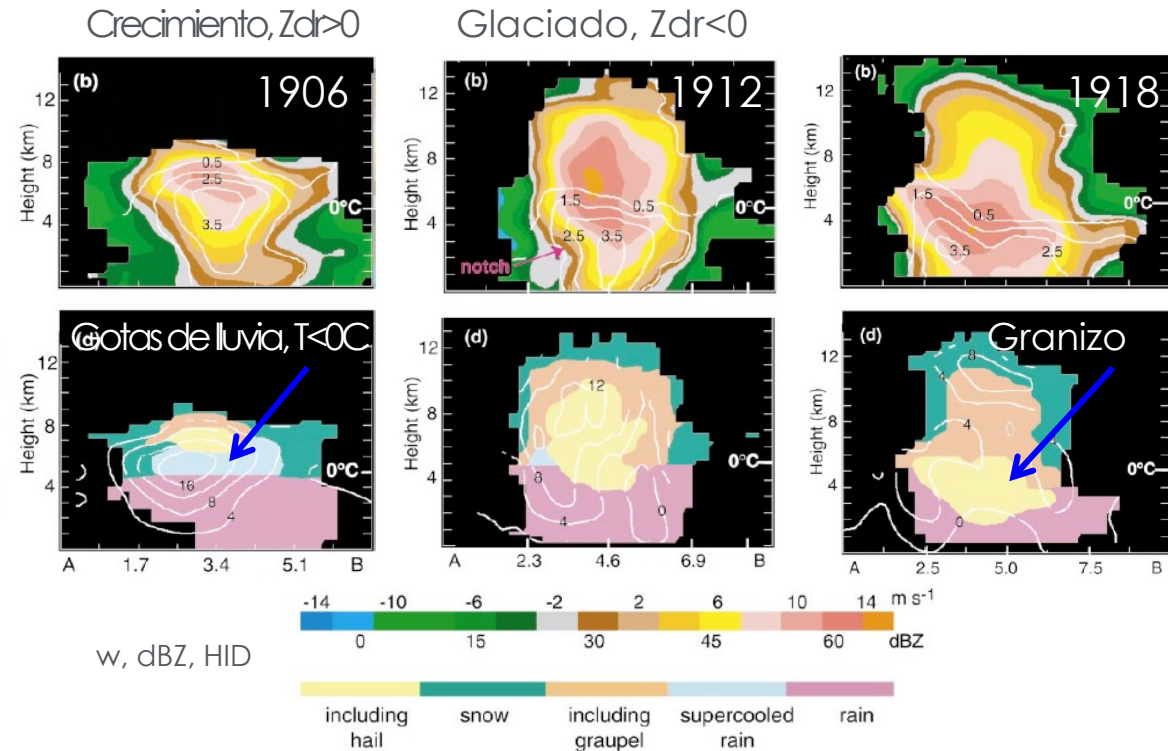 Crecimiento, Zdr>0
Glaciado, Zdr<0
(b)
1906
12
8
4
Height (km)
0.5
2.5
3.5
0°C
(b)
1912
12
8
4
Height (km)
1.5
0.5
2.5
3.5
notch
0°C
(b)
1918
12
8
4
Height (km)
1.5
0.5
3.5
2.5
0°C
(d)
Gotas de lluvia, T<0C
12
8
4
Height (km)
16
8
4
0°C
A 1.7 3.4 5.1 B
(d)
12
8
4
Height (km)
12
8
4
0
0°C
2.3 4.6 6.9
(d)
Granizo
12
8
4
Height (km)
8
4
4
4
0
0°C
A 2.5 5.0 7.5 B
-14 -10 -6 -2 2 6 10 14 m s-1
0 15 30 45 60 dBZ
w, dBZ, HID
including hail
snow
including graupel
supercooled rain
rain